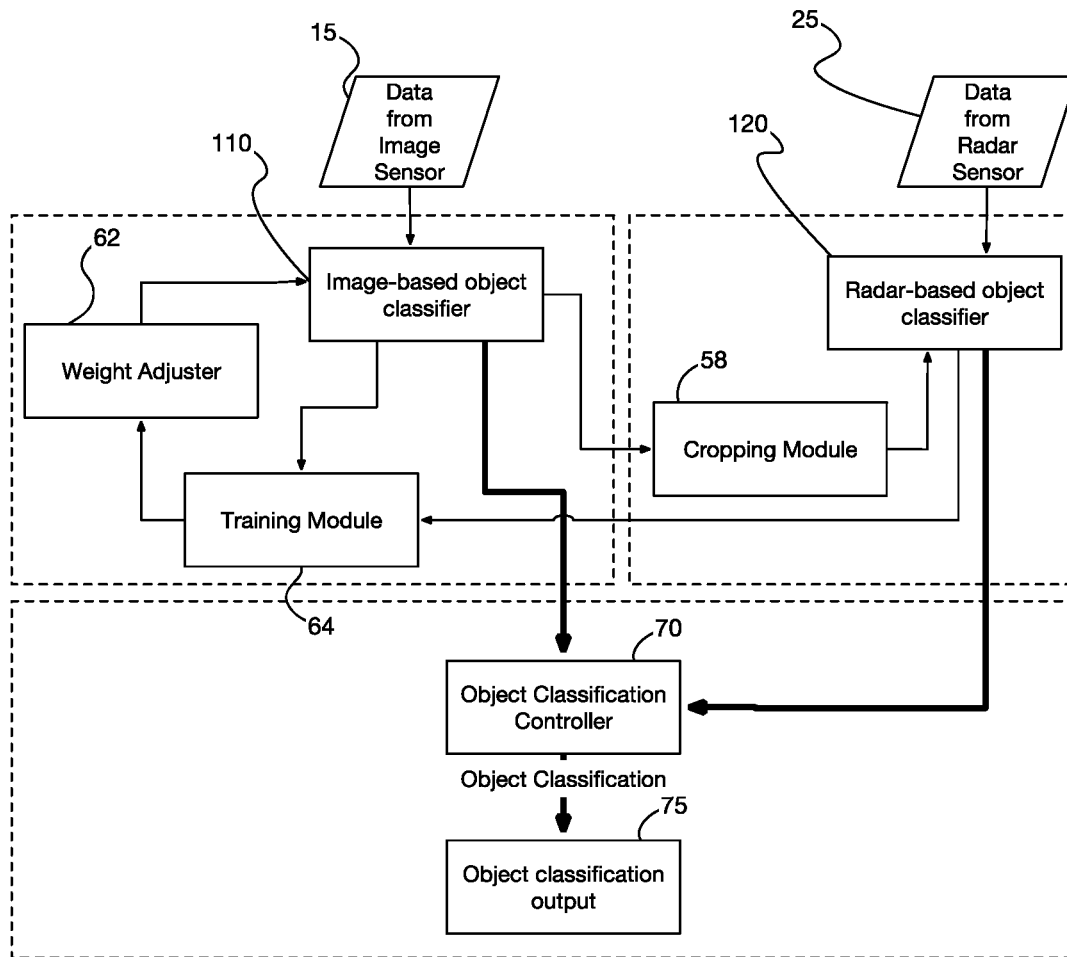 15
25
Data
from
Image
Sensor
Data
from
Radar
Sensor
110
120
62
Image-based object
classifier
Radar-based object
classifier
Weight Adjuster
58
Cropping Module
Training Module
64
70
Object Classification
Controller
Object Classification
75
Object classification
output